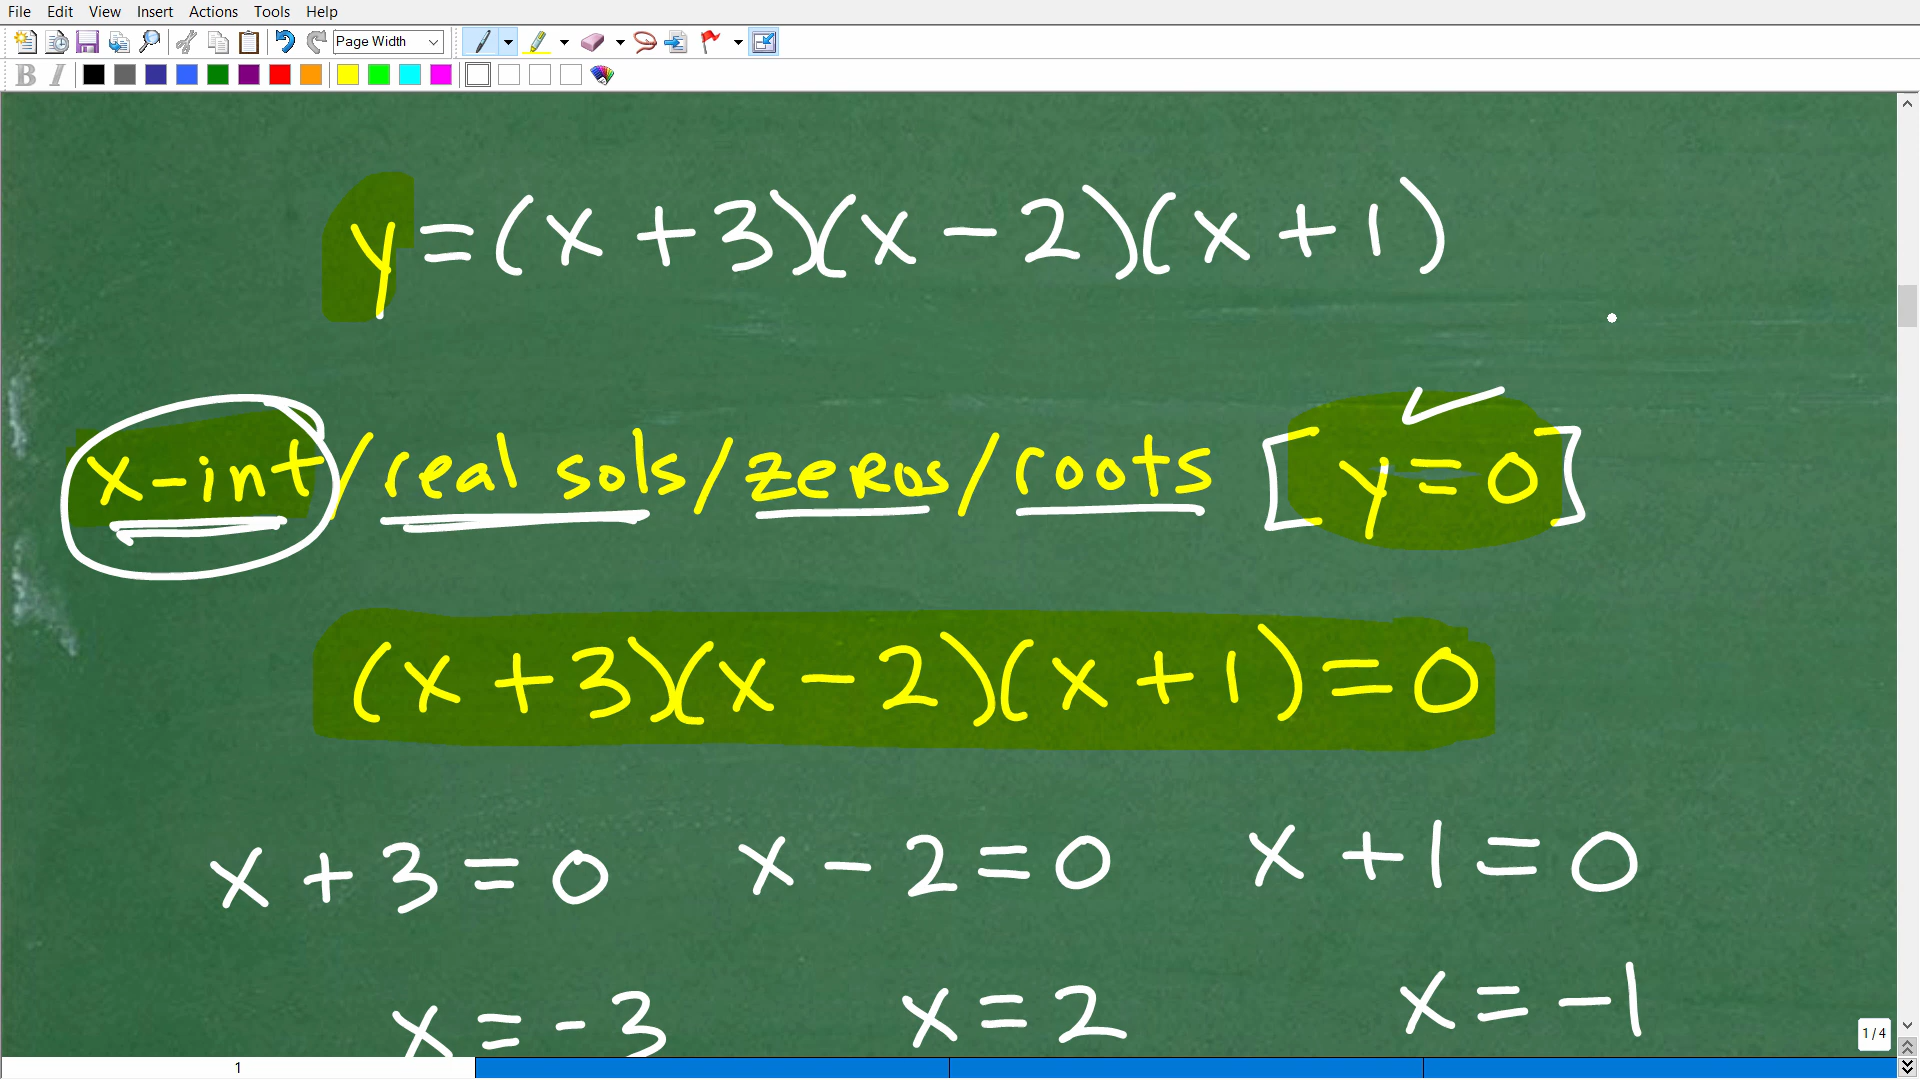 File Edit View Insert Actions Tools Help
Page Width
B I
y=(x+3)(x-2)(x+1)
x-int/real sols/zeros/roots [y=0]
(x+3)(x-2)(x+1)=0
x+3=0 x-2=0 x+1=0
x=-3 x=2 x=-1
1 / 4
1